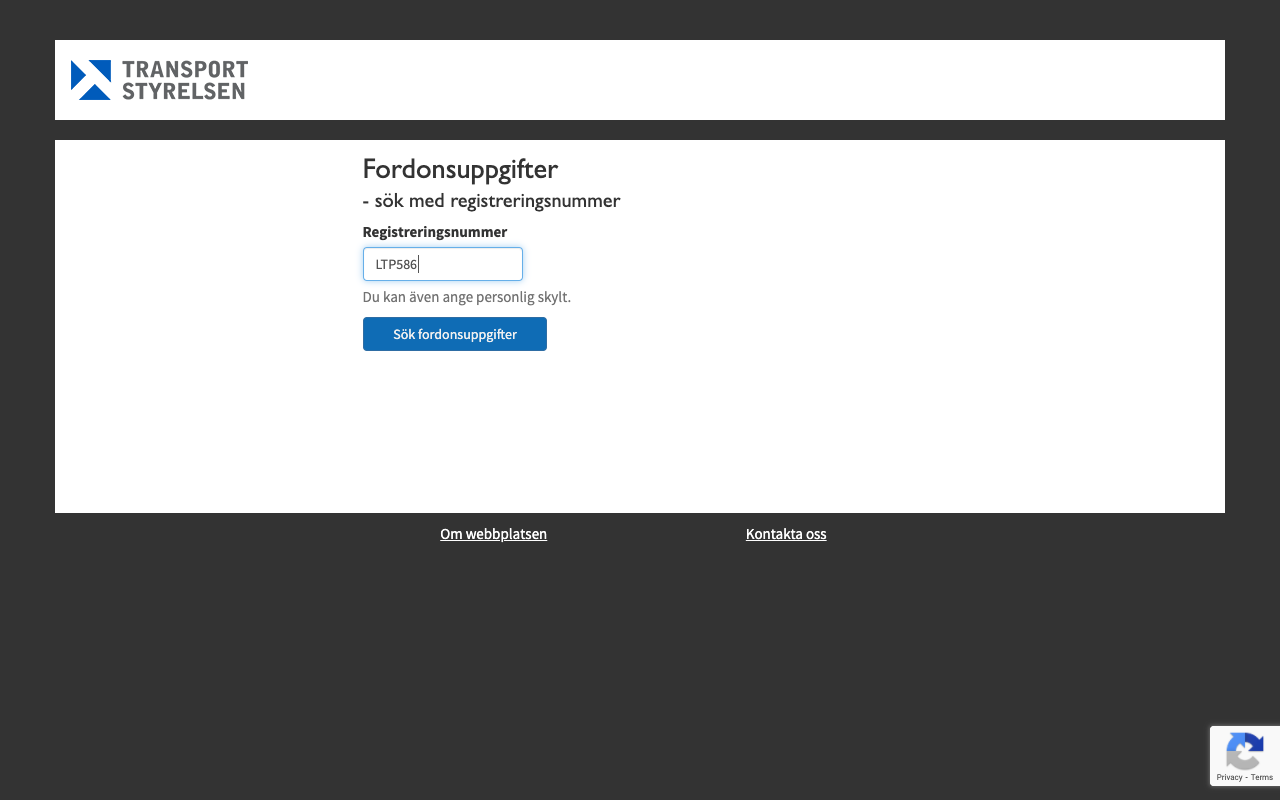 TRANSPORT
STYRELSEN
Fordonsuppgifter
- sök med registreringsnummer
Registreringsnummer
LTP586
Du kan även ange personlig skylt.
Sök fordonsuppgifter
Om webbplatsen
Kontakta oss
Privacy - Terms